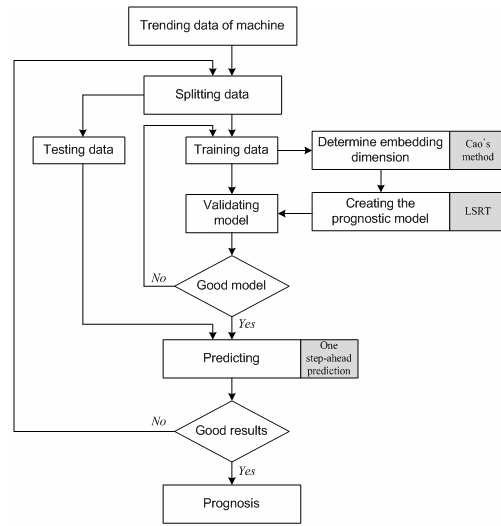 Trending data of machine
Splitting data
Testing data
Training data
Determine embedding
dimension
Cao's
method
Validating
model
Creating the
prognostic model
LSRT
No
Good model
Yes
Predicting
One
step-ahead
prediction
No
Good results
Yes
Prognosis